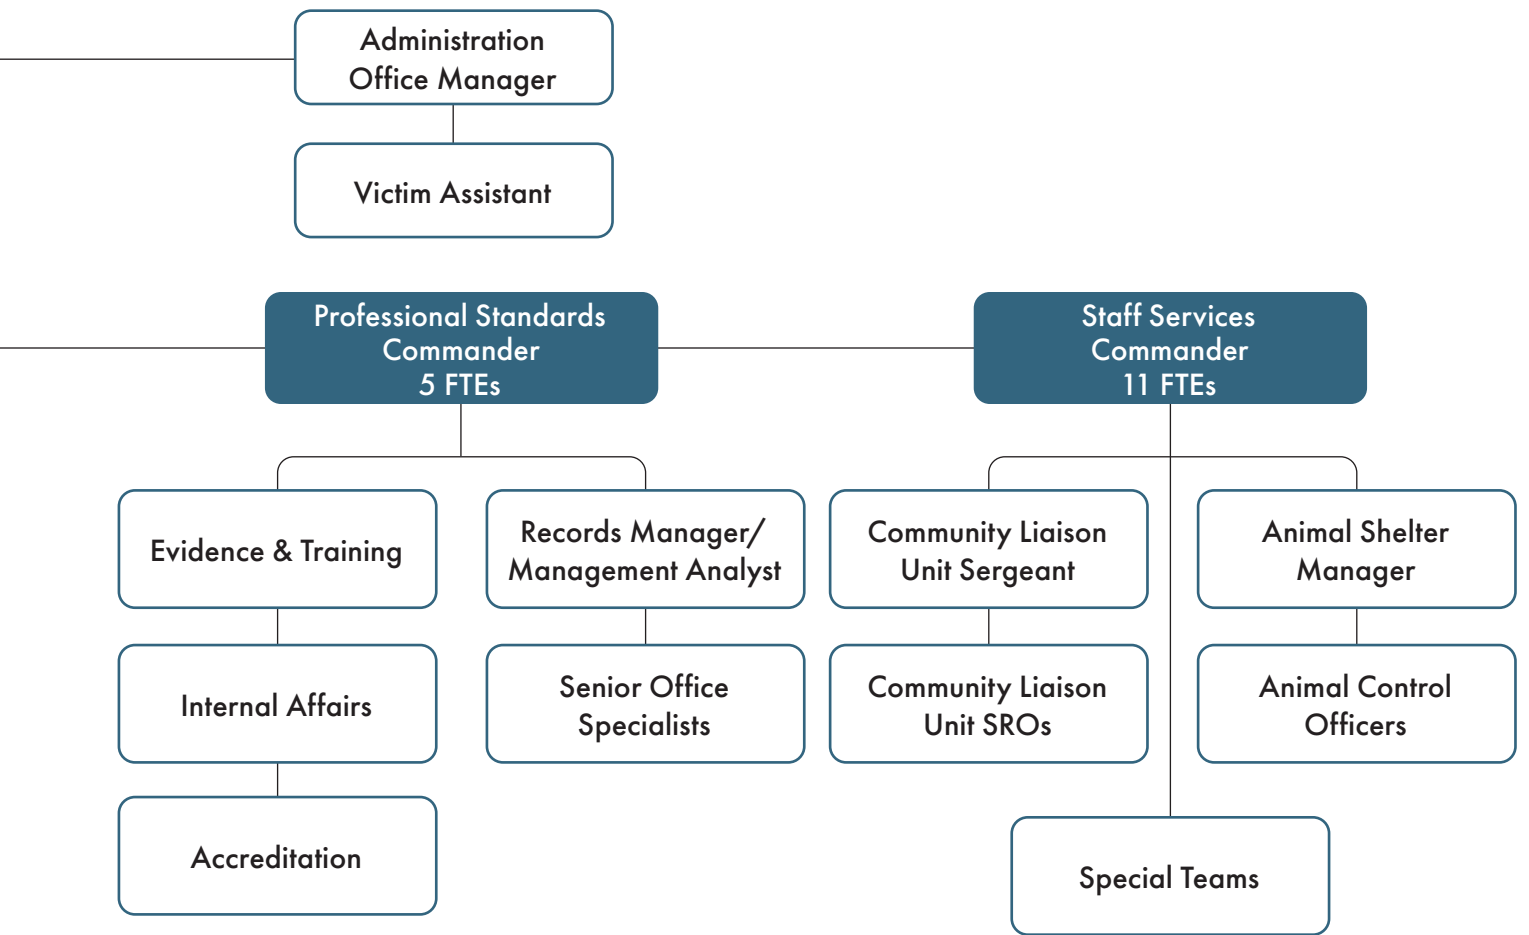 Administration
Office Manager
Victim Assistant
Professional Standards
Commander
5 FTEs
Staff Services
Commander
11 FTEs
Evidence & Training
Records Manager/
Management Analyst
Community Liaison
Unit Sergeant
Animal Shelter
Manager
Internal Affairs
Senior Office
Specialists
Community Liaison
Unit SROs
Animal Control
Officers
Accreditation
Special Teams